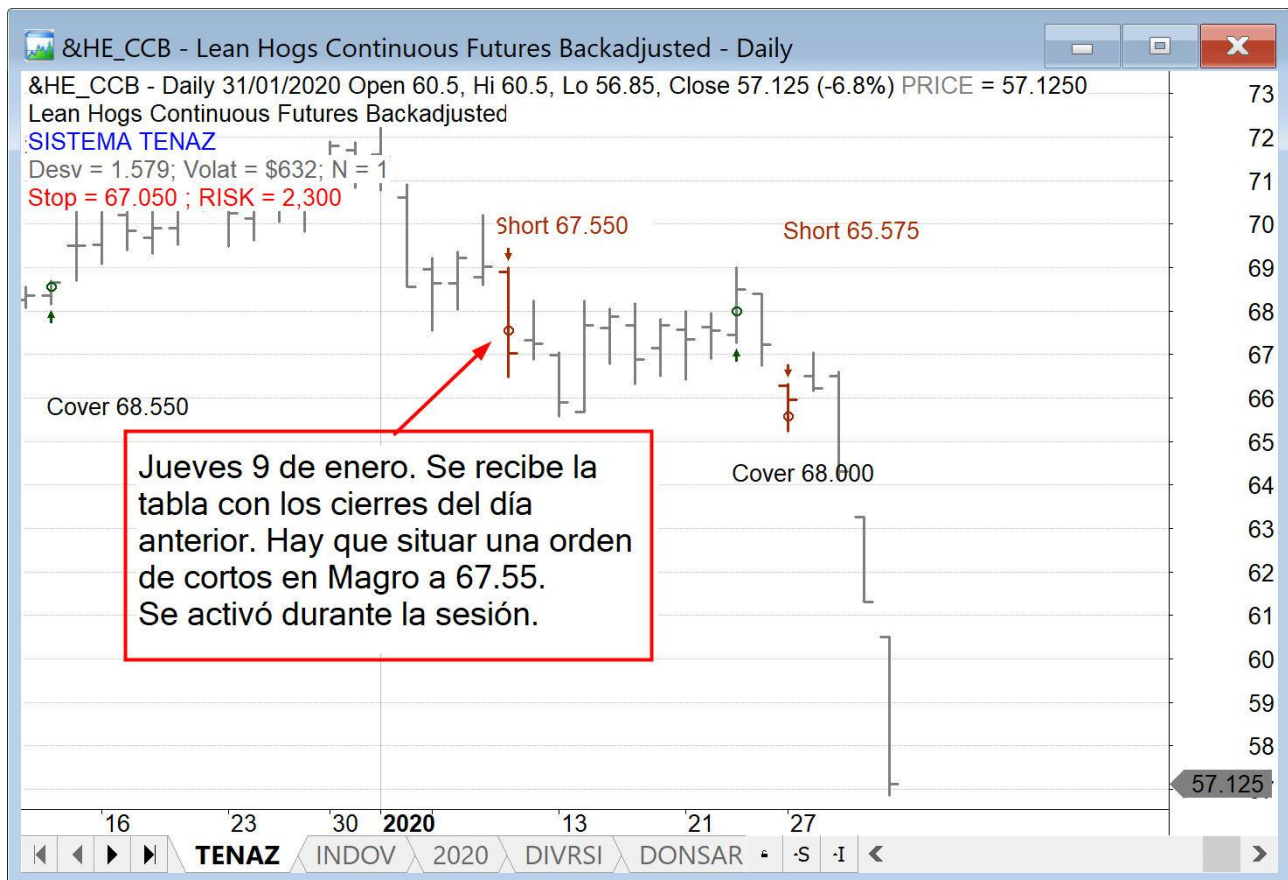 &HE_CCB - Lean Hogs Continuous Futures Backadjusted - Daily
&HE_CCB - Daily 31/01/2020 Open 60.5, Hi 60.5, Lo 56.85, Close 57.125 (-6.8%) PRICE = 57.1250
Lean Hogs Continuous Futures Backadjusted
SISTEMA TENAZ
Desv = 1.579; Volat = $632; N = 1
Stop = 67.050 ; RISK = 2,300
Short 67.550
Short 65.575
Cover 68.550
Cover 68.000
Jueves 9 de enero. Se recibe la
tabla con los cierres del día
anterior. Hay que situar una orden
de cortos en Magro a 67.55.
Se activó durante la sesión.
73
72
71
70
69
68
67
66
65
64
63
62
61
60
59
58
57.125
16 23 30 2020 13 21 27
TENAZ INDOV 2020 DIVRSI DONSAR -S -I